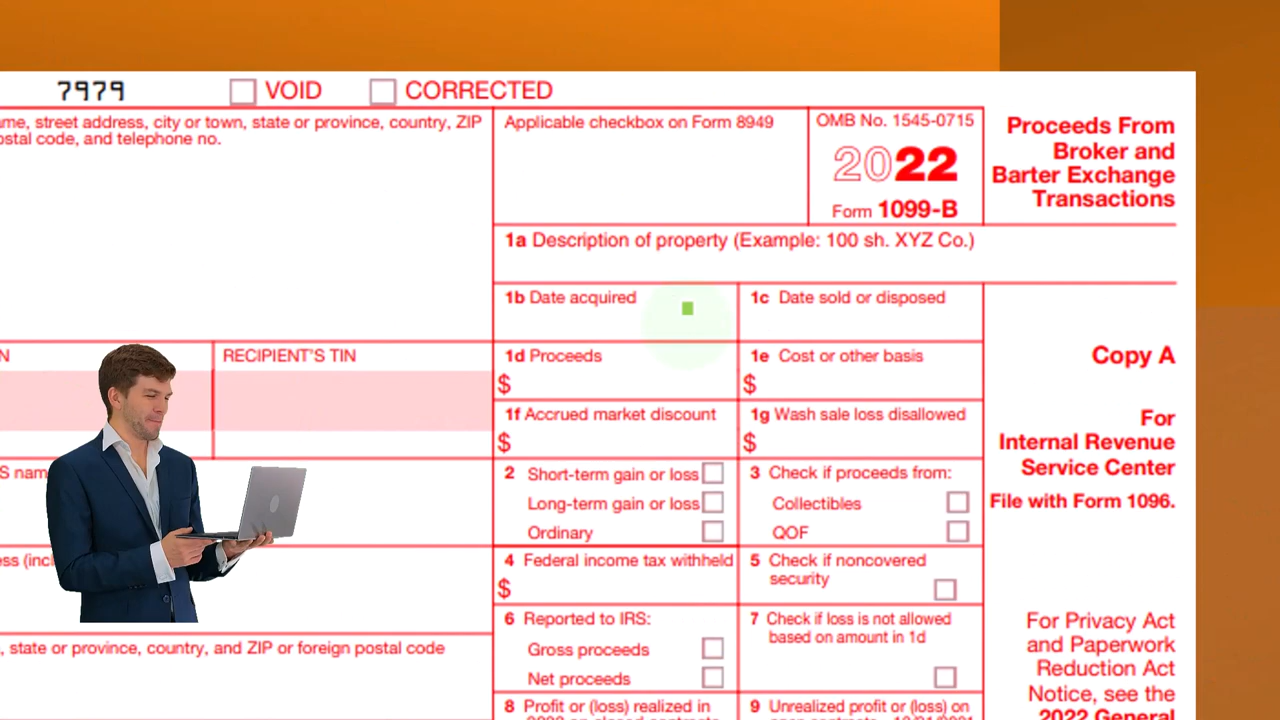 7979 VOID CORRECTED
ame, street address, city or town, state or province, country, ZIP
ostal code, and telephone no.
Applicable checkbox on Form 8949
OMB No. 1545-0715
2022
Form 1099-B
Proceeds From
Broker and
Barter Exchange
Transactions
1a Description of property (Example: 100 sh. XYZ Co.)
1b Date acquired
1c Date sold or disposed
N
RECIPIENT'S TIN
1d Proceeds
$
1e Cost or other basis
$
Copy A
1f Accrued market discount
$
1g Wash sale loss disallowed
$
For
Internal Revenue
Service Center
File with Form 1096.
S nam
2 Short-term gain or loss
Long-term gain or loss
Ordinary
3 Check if proceeds from:
Collectibles
QOF
ess (incl
4 Federal income tax withheld
$
5 Check if noncovered
security
6 Reported to IRS:
Gross proceeds
Net proceeds
7 Check if loss is not allowed
based on amount in 1d
For Privacy Act
and Paperwork
Reduction Act
Notice, see the
2022 General
, state or province, country, and ZIP or foreign postal code
8 Profit or (loss) realized in
9 Unrealized profit or (loss) on